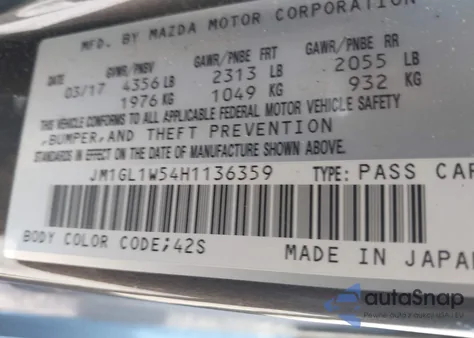 MFD. BY MAZDA MOTOR CORPORATION
GVWR/PNBV GAWR/PNBE FRT GAWR/PNBE RR
03/17 4356 LB 2313 LB 2055 LB
1976 KG 1049 KG 932 KG
THIS VEHICLE CONFORMS TO ALL APPLICABLE FEDERAL MOTOR VEHICLE SAFETY
,BUMPER,AND THEFT PREVENTION
STANDARDS IN EFFECT ON THE DATE OF MANUFACTURE SHOWN ABOVE.
JM1GL1W54H1136359 TYPE: PASS CAR
BODY COLOR CODE;42S
MADE IN JAPAN
autoSnap